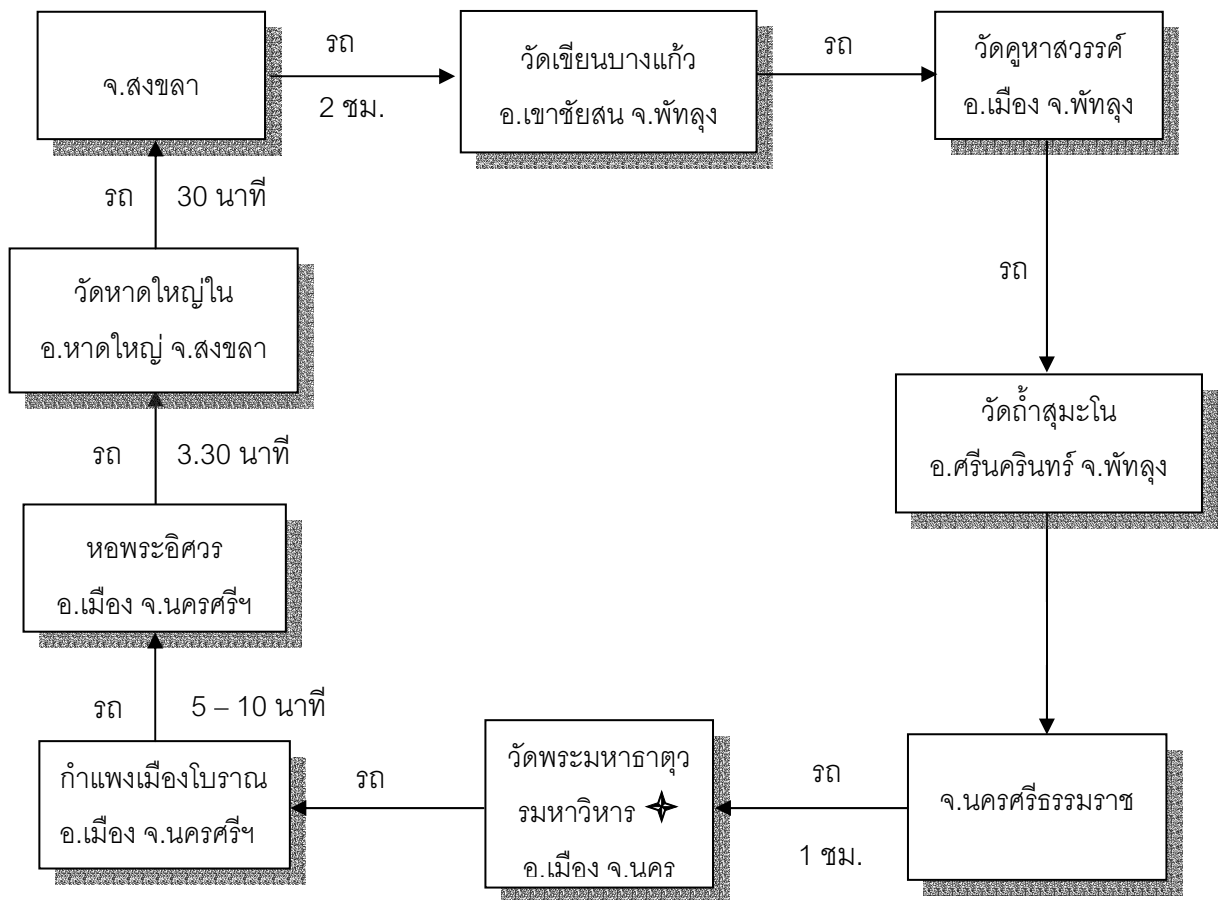 จ.สงขลา
รถ
2 ชม.
วัดเขียนบางแก้ว
อ.เขาชัยสน จ.พัทลุง
รถ
วัดคูหาสวรรค์
อ.เมือง จ.พัทลุง
รถ
วัดถ้ำสุมะโน
อ.ศรีนครินทร์ จ.พัทลุง
จ.นครศรีธรรมราช
รถ
1 ชม.
วัดพระมหาธาตุว
รมหาวิหาร
อ.เมือง จ.นคร
รถ
กำแพงเมืองโบราณ
อ.เมือง จ.นครศรีฯ
รถ 5 – 10 นาที
หอพระอิศวร
อ.เมือง จ.นครศรีฯ
รถ 3.30 นาที
วัดหาดใหญ่ใน
อ.หาดใหญ่ จ.สงขลา
รถ 30 นาที